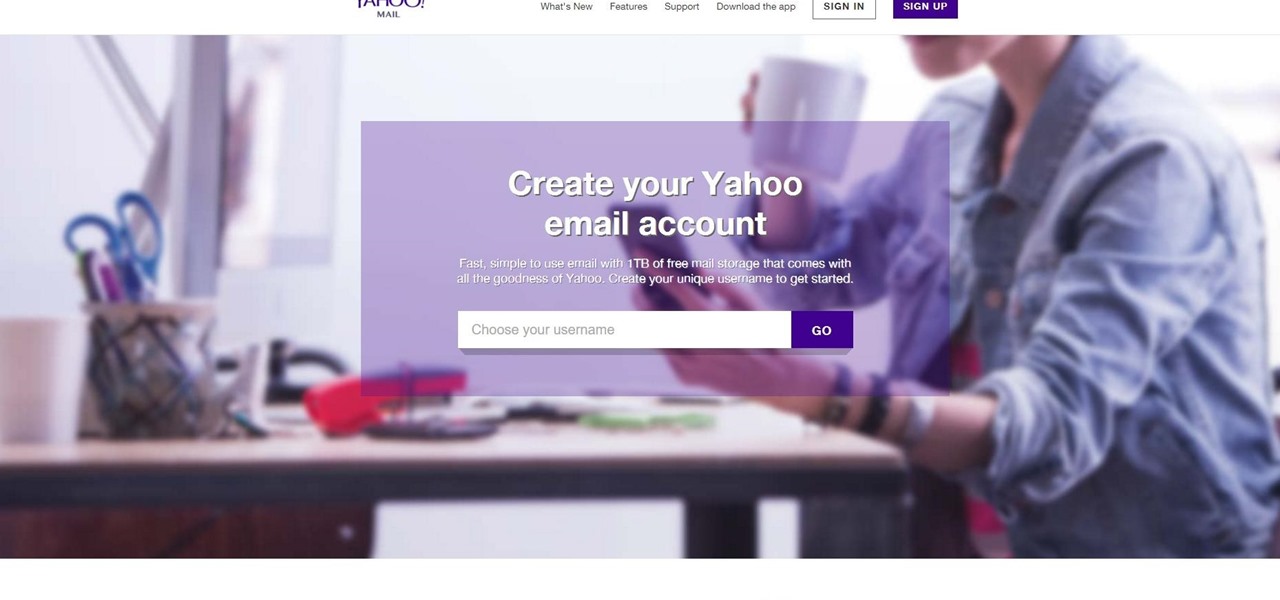 YAHOO!
MAIL
What's New Features Support Download the app SIGN IN SIGN UP
Create your Yahoo
email account
Fast, simple to use email with 1TB of free mail storage that comes with
all the goodness of Yahoo. Create your unique username to get started.
Choose your username GO